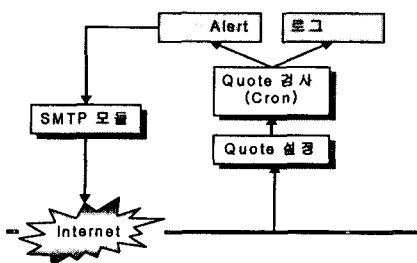 Alert
로그
Quote 검사
(Cron)
SMTP 모듈
Quote 설정
Internet